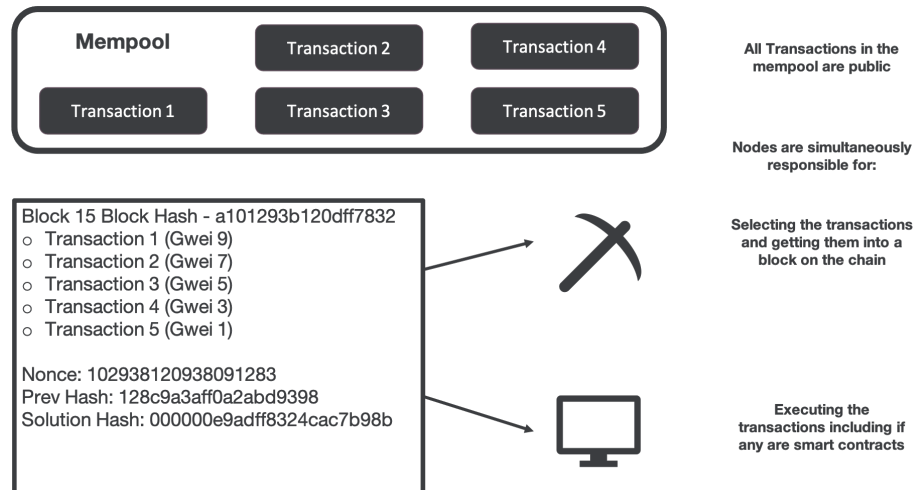 Mempool
Transaction 2
Transaction 4
Transaction 1
Transaction 3
Transaction 5
All Transactions in the
mempool are public
Nodes are simultaneously
responsible for:
Block 15 Block Hash - a101293b120dff7832
○ Transaction 1 (Gwei 9)
○ Transaction 2 (Gwei 7)
○ Transaction 3 (Gwei 5)
○ Transaction 4 (Gwei 3)
○ Transaction 5 (Gwei 1)
Nonce: 102938120938091283
Prev Hash: 128c9a3aff0a2abd9398
Solution Hash: 000000e9adff8324cac7b98b
Selecting the transactions
and getting them into a
block on the chain
Executing the
transactions including if
any are smart contracts